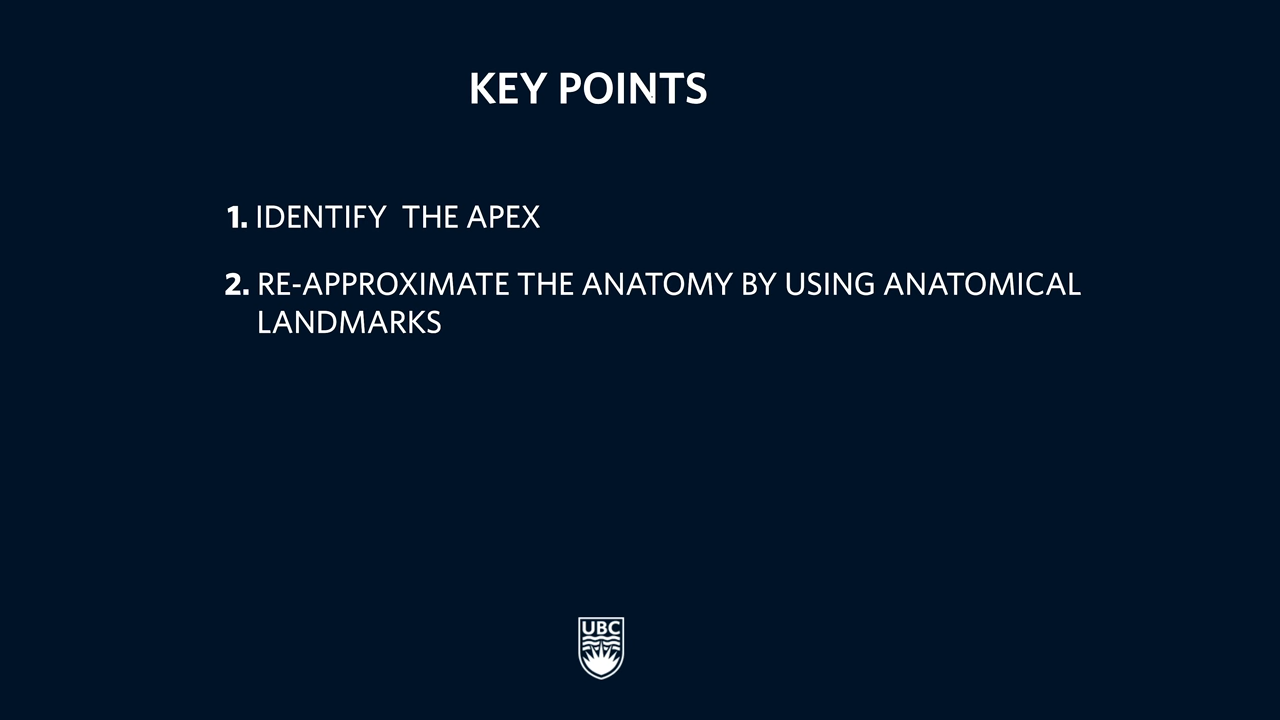 KEY POINTS
1. IDENTIFY  THE APEX
2. RE-APPROXIMATE THE ANATOMY BY USING ANATOMICAL
LANDMARKS
UBC